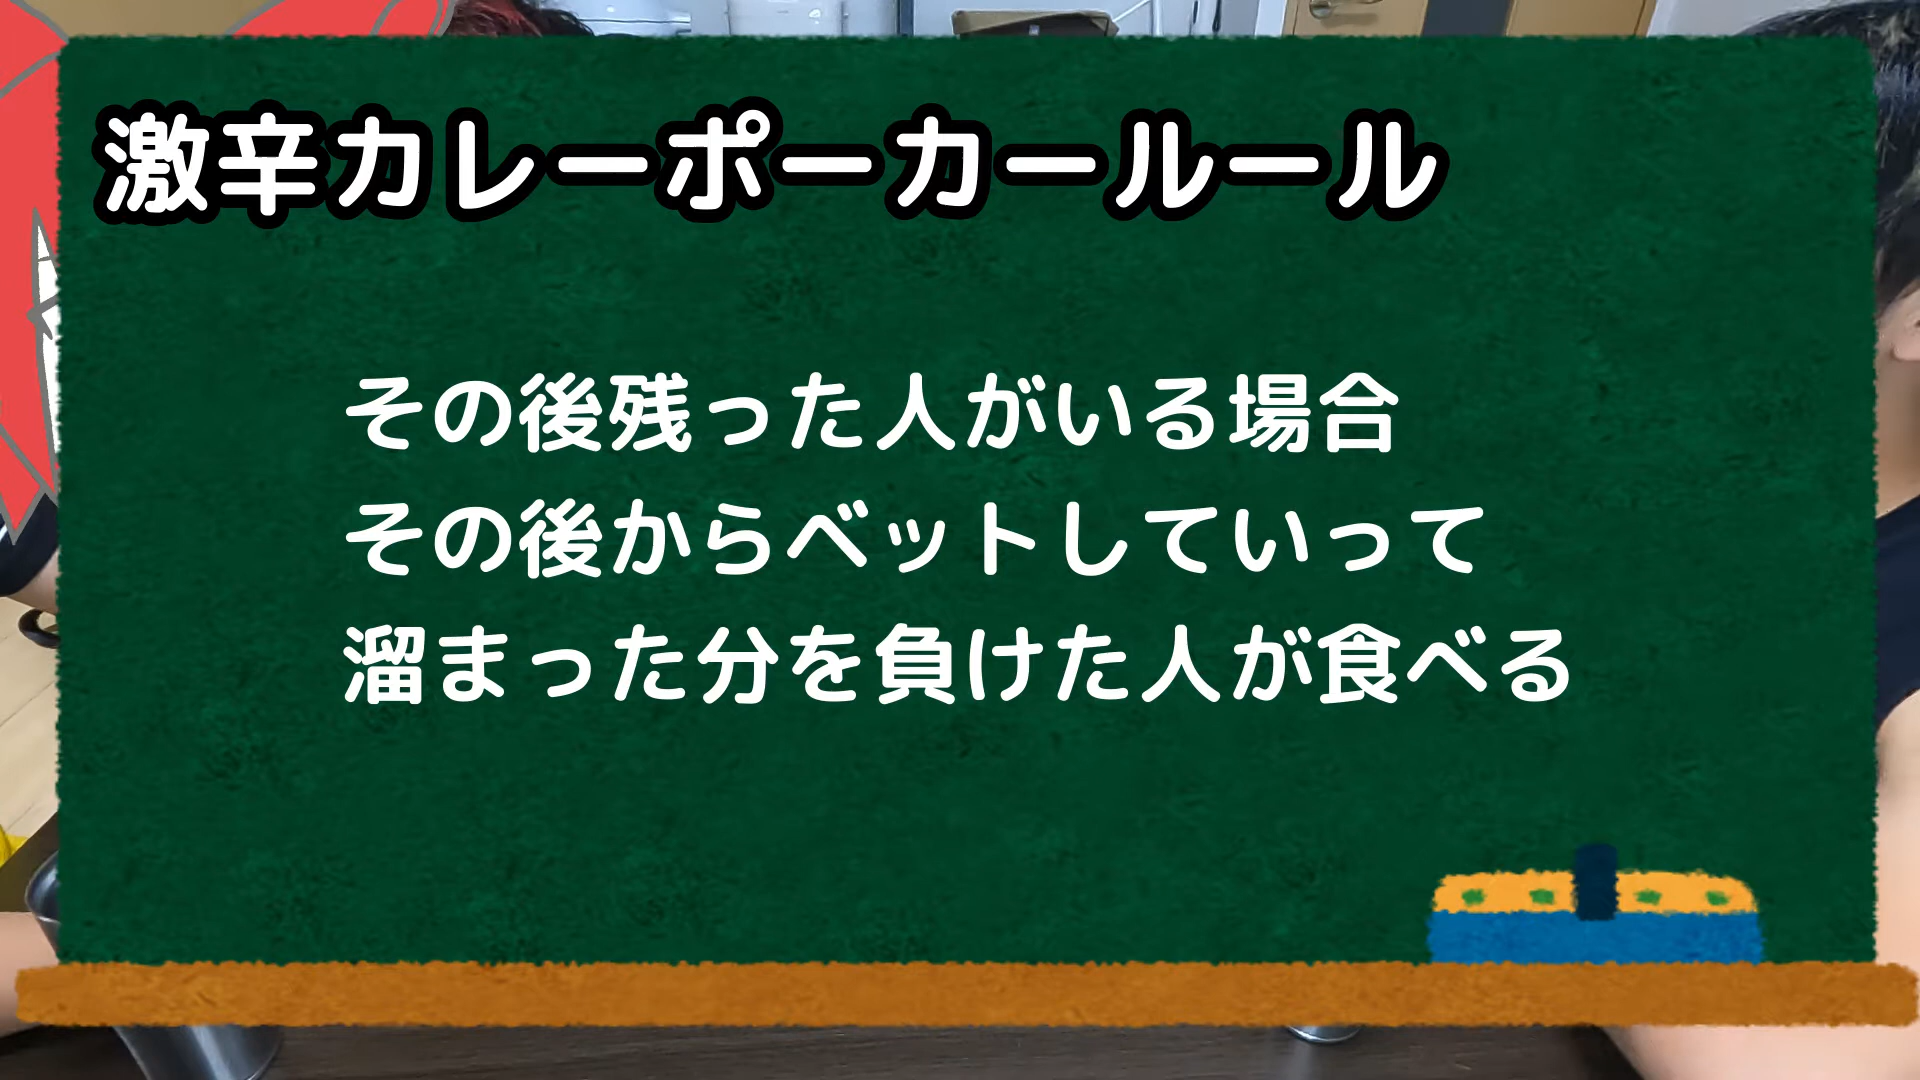 激辛カレーポーカールール
その後残った人がいる場合
その後からベットしていって
溜まった分を負けた人が食べる